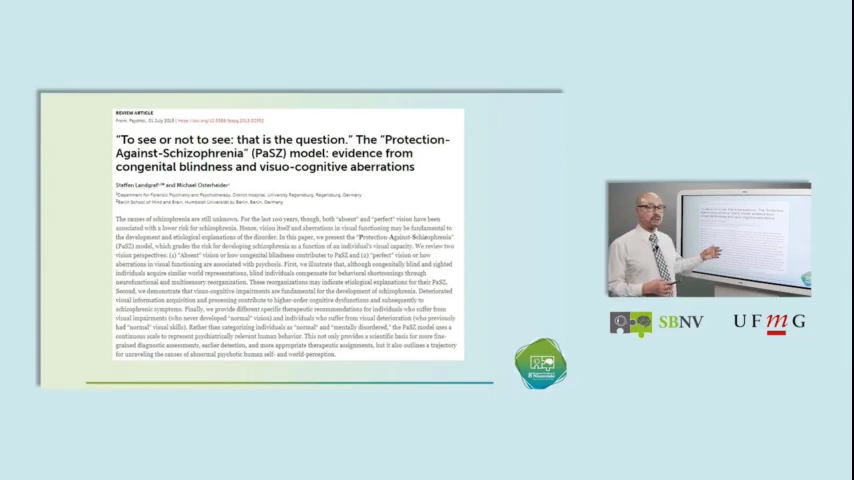 REVIEW ARTICLE
Front. Psychol., 01 July 2013 | https://doi.org/10.3389/fpsyg.2013.00352
“To see or not to see: that is the question.” The “Protection-
Against-Schizophrenia” (PaSZ) model: evidence from
congenital blindness and visuo-cognitive aberrations
Steffen Landgraf and Michael Osterheider
Department for Forensic Psychiatry and Psychotherapy, District Hospital, University Regensburg, Regensburg, Germany
Berlin School of Mind and Brain, Humboldt Universität zu Berlin, Berlin, Germany
The causes of schizophrenia are still unknown. For the last 100 years, though, both “absent” and “perfect” vision have been
associated with a lower risk for schizophrenia. Hence, vision itself and aberrations in visual functioning may be fundamental to
the development and etiological explanations of the disorder. In this paper, we present the “Protection-Against-Schizophrenia”
(PaSZ) model, which grades the risk for developing schizophrenia as a function of an individual's visual capacity. We review two
vision perspectives: (1) “Absent” vision or how congenital blindness contributes to PaSZ and (2) “perfect” vision or how
aberrations in visual functioning are associated with psychosis. First, we illustrate that, although congenitally blind and sighted
individuals acquire similar world representations, blind individuals compensate for behavioral shortcomings through
neurofunctional and multisensory reorganization. These reorganizations may indicate etiological explanations for their PaSZ.
Second, we demonstrate that visuo-cognitive impairments are fundamental for the development of schizophrenia. Deteriorated
visual information acquisition and processing contribute to higher-order cognitive dysfunctions and subsequently to
schizophrenic symptoms. Finally, we provide different specific therapeutic recommendations for individuals who suffer from
visual impairments (who never developed “normal” vision) and individuals who suffer from visual deterioration (who previously
had “normal” visual skills). Rather than categorizing individuals as “normal” and “mentally disordered,” the PaSZ model uses a
continuous scale to represent psychiatrically relevant human behavior. This not only provides a scientific basis for more fine-
grained diagnostic assessments, earlier detection, and more appropriate therapeutic assignments, but it also outlines a trajectory
for unraveling the causes of abnormal psychotic human self- and world-perception.
SBNV
UFmG